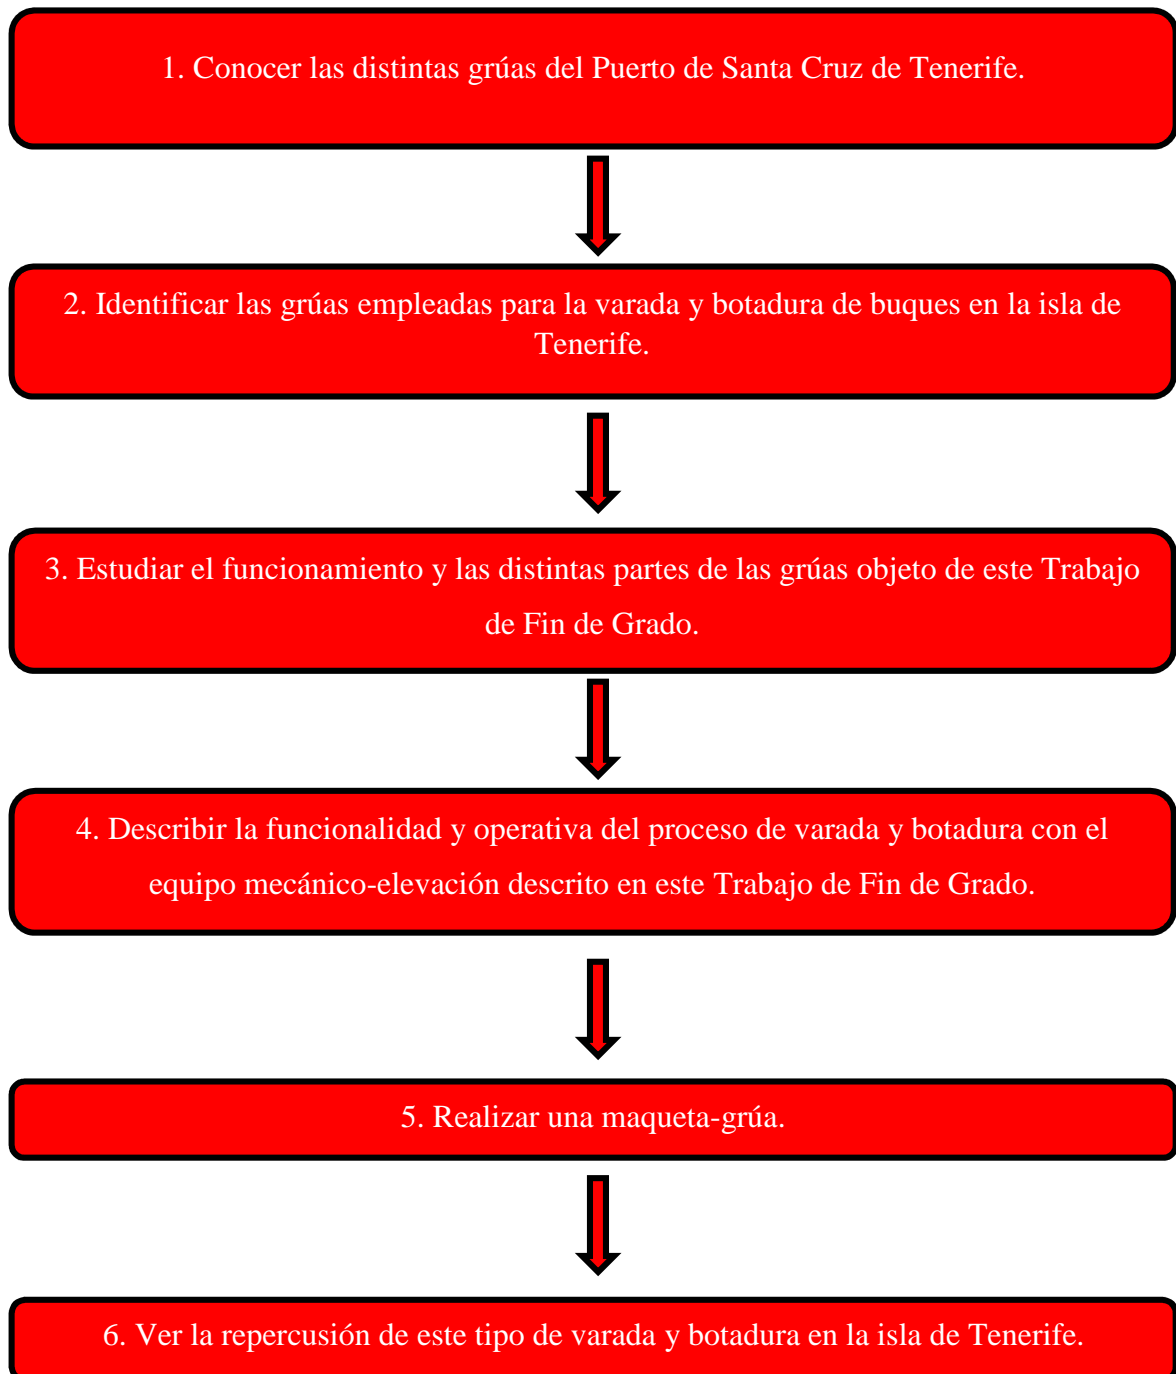 1. Conocer las distintas grúas del Puerto de Santa Cruz de Tenerife.
2. Identificar las grúas empleadas para la varada y botadura de buques en la isla de
Tenerife.
3. Estudiar el funcionamiento y las distintas partes de las grúas objeto de este Trabajo
de Fin de Grado.
4. Describir la funcionalidad y operativa del proceso de varada y botadura con el
equipo mecánico-elevación descrito en este Trabajo de Fin de Grado.
5. Realizar una maqueta-grúa.
6. Ver la repercusión de este tipo de varada y botadura en la isla de Tenerife.